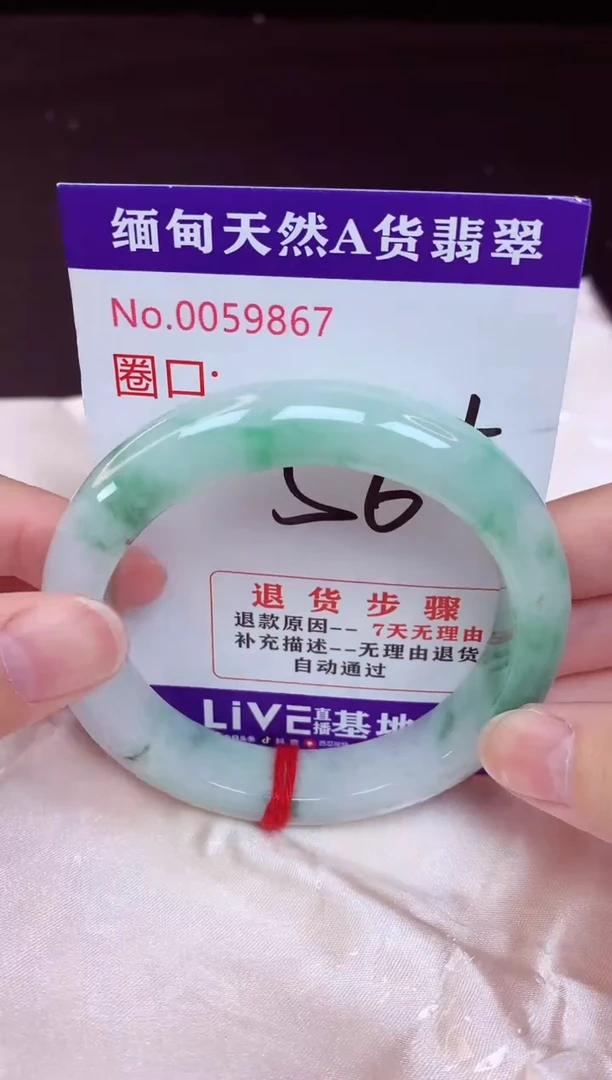 缅甸天然A货翡翠
No.0059867
圈口:
56
退货步骤
退款原因-- 7天无理由
补充描述--无理由退货
自动通过
LiVE直播基地